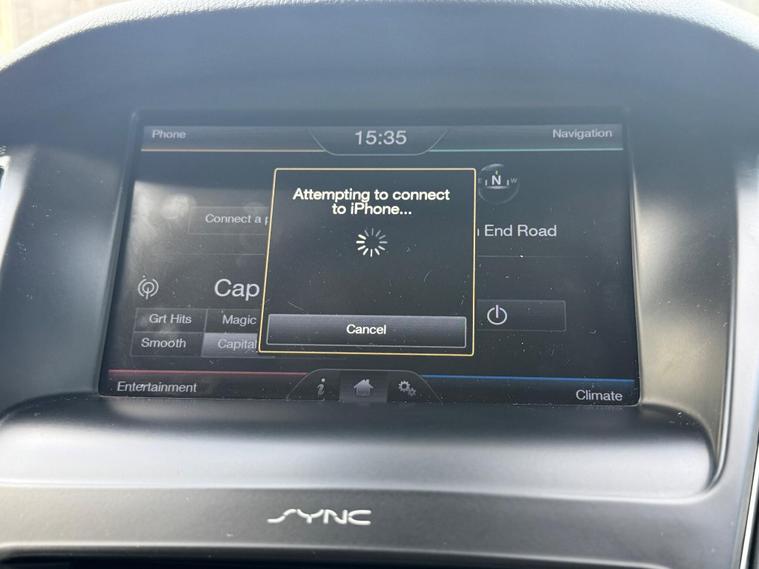 Phone
15:35
Navigation
Attempting to connect
to iPhone...
N
W
Connect a
End Road
Cap
Grt Hits
Magic
Smooth
Capital
Cancel
Entertainment
i
Climate
SYNC